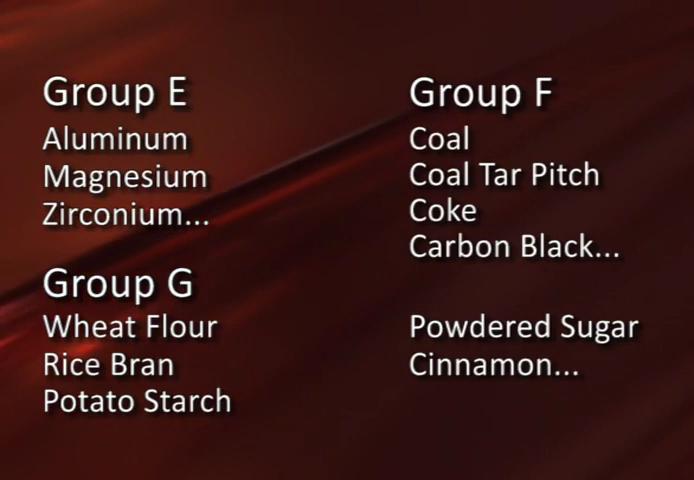 Group E
Aluminum
Magnesium
Zirconium...
Group F
Coal
Coal Tar Pitch
Coke
Carbon Black...
Group G
Wheat Flour
Rice Bran
Potato Starch
Powdered Sugar
Cinnamon...